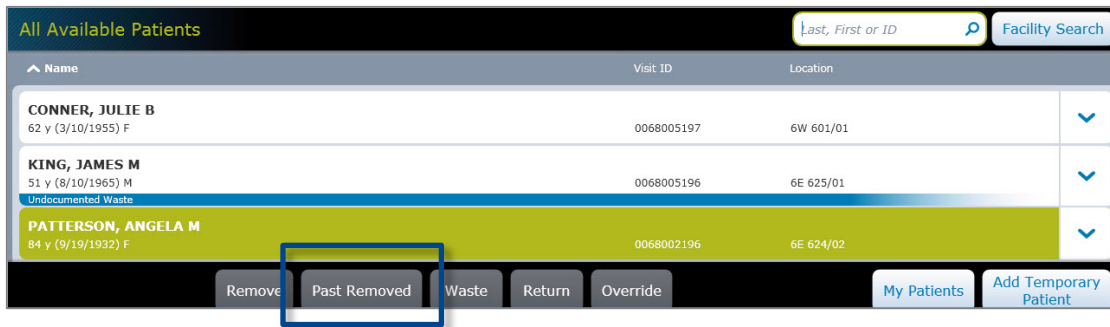 All Available Patients
Last, First or ID
Facility Search
Name
Visit ID
Location
CONNER, JULIE B
62 y (3/10/1955) F
0068005197
6W 601/01
KING, JAMES M
51 y (8/10/1965) M
0068005196
6E 625/01
Undocumented Waste
PATTERSON, ANGELA M
84 y (9/19/1932) F
0068002196
6E 624/02
Remove
Past Removed
Waste
Return
Override
My Patients
Add Temporary
Patient